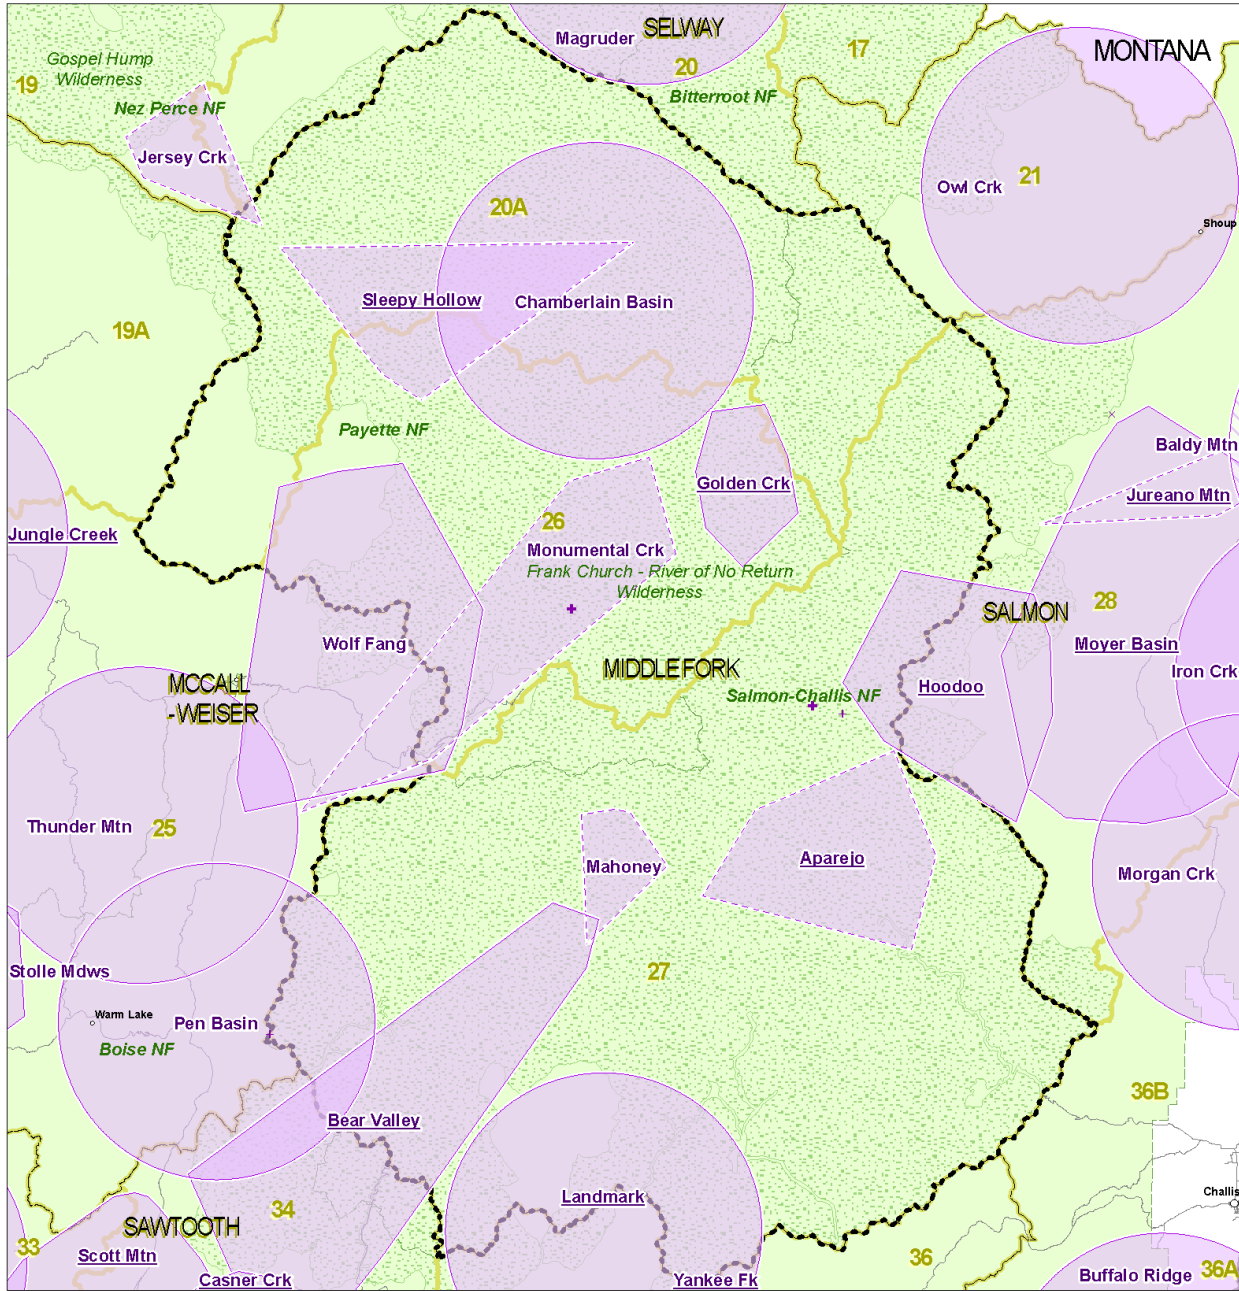 SELWAY
Magruder
MONTANA
17
Gospel Hump
Wilderness
20
19
Bitterroot NF
Nez Perce NF
Jersey Crk
21
Owl Crk
20A
Shoup
Sleepy Hollow
Chamberlain Basin
19A
Payette NF
Baldy Mtn
Golden Crk
Jureano Mtn
26
Jungle Creek
Monumental Crk
Frank Church - River of No Return
Wilderness
28
SALMON
Wolf Fang
Moyer Basin
MIDDLE FORK
Iron Crk
MCCALL
-WEISER
Hoodoo
Salmon-Challis NF
Thunder Mtn
25
Mahoney
Aparejo
Morgan Crk
Stolle Mdws
27
Warm Lake
Pen Basin
Boise NF
36B
Bear Valley
Landmark
Challis
34
SAWTOOTH
33
Scott Mtn
36
Casner Crk
Yankee Fk
Buffalo Ridge
36A